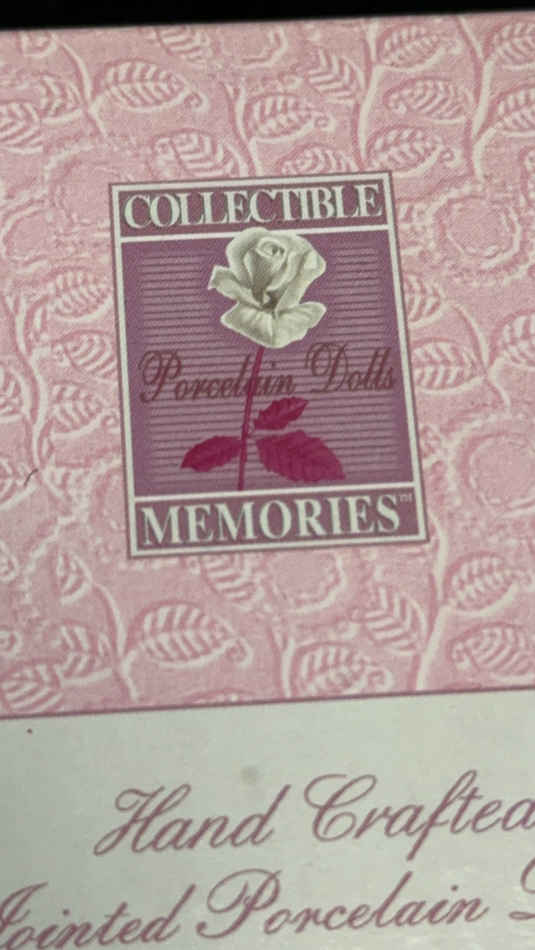 COLLECTIBLE
Porcelain Dolls
MEMORIES™
Hand Crafted
Jointed Porcelain